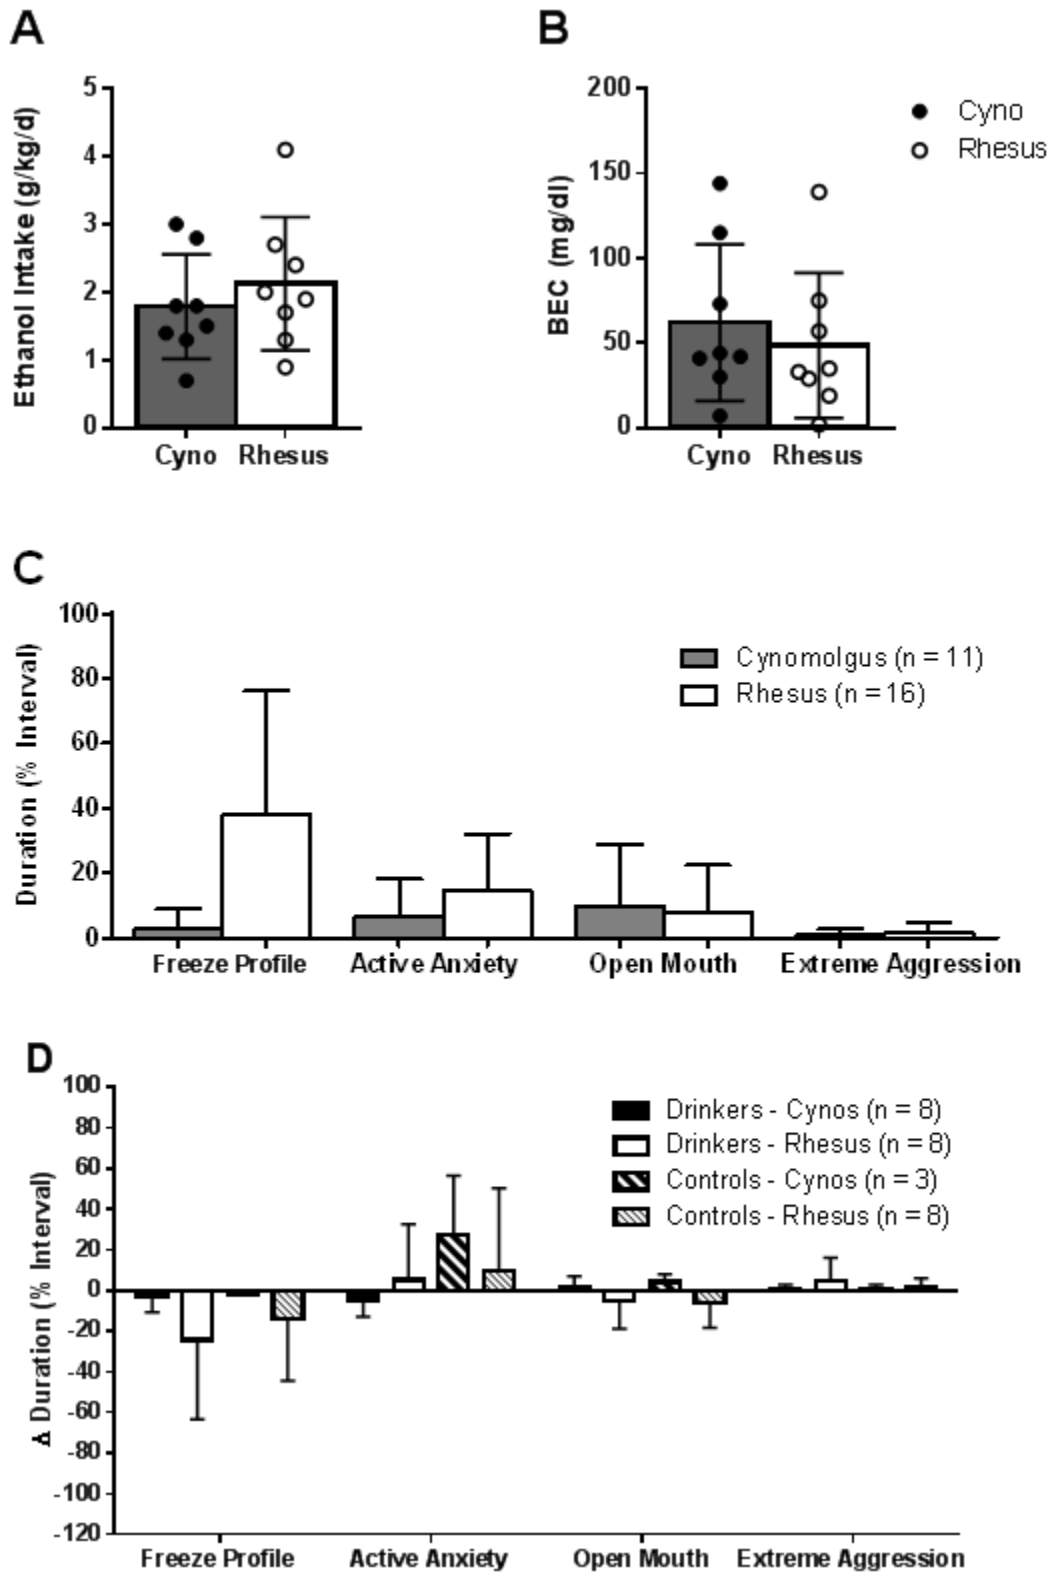 A
Ethanol Intake (g/kg/d)
5
4
3
2
1
0
Cyno Rhesus
B
BEC (mg/dl)
200
150
100
50
0
Cyno Rhesus
Cyno
Rhesus
C
Duration (% Interval)
100
80
60
40
20
0
Cynomolgus (n = 11)
Rhesus (n = 16)
Freeze Profile Active Anxiety Open Mouth Extreme Aggression
D
Δ Duration (% Interval)
100
80
60
40
20
0
-20
-40
-60
-80
-100
-120
Drinkers - Cynos (n = 8)
Drinkers - Rhesus (n = 8)
Controls - Cynos (n = 3)
Controls - Rhesus (n = 8)
Freeze Profile Active Anxiety Open Mouth Extreme Aggression